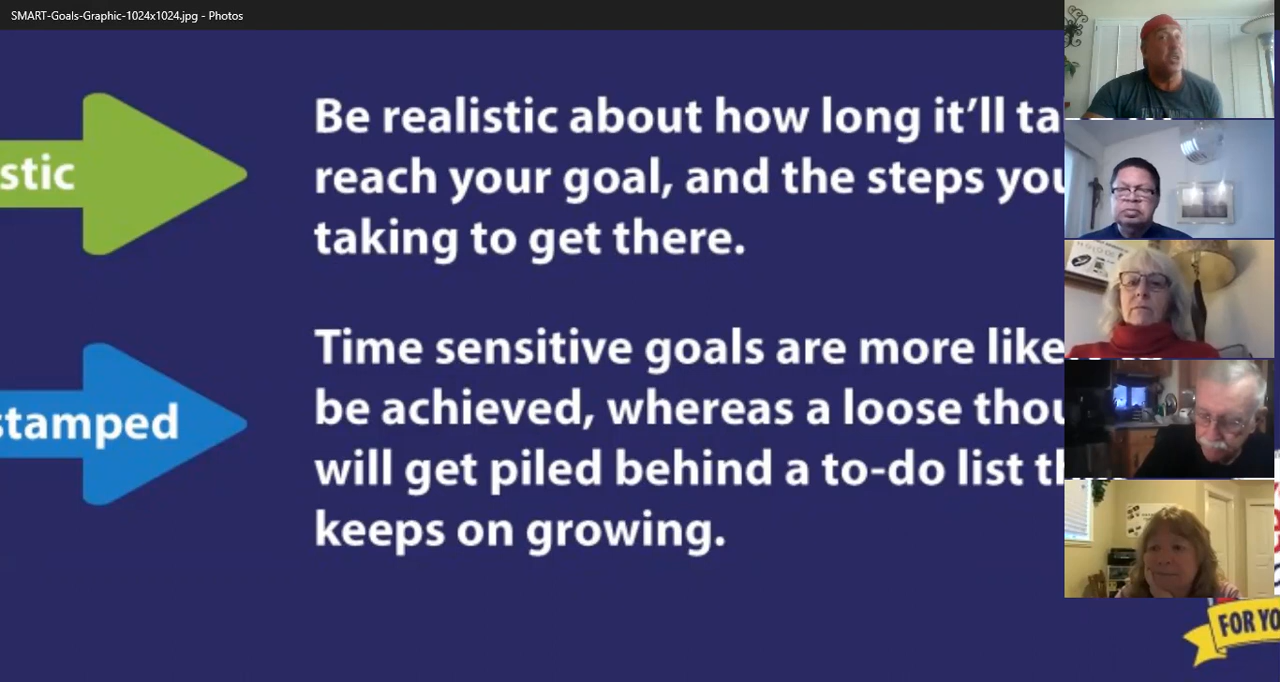 SMART-Goals-Graphic-1024x1024.jpg - Photos
stic
Be realistic about how long it'll ta
reach your goal, and the steps you
taking to get there.
stamped
Time sensitive goals are more like
be achieved, whereas a loose thou
will get piled behind a to-do list th
keeps on growing.
FOR YO